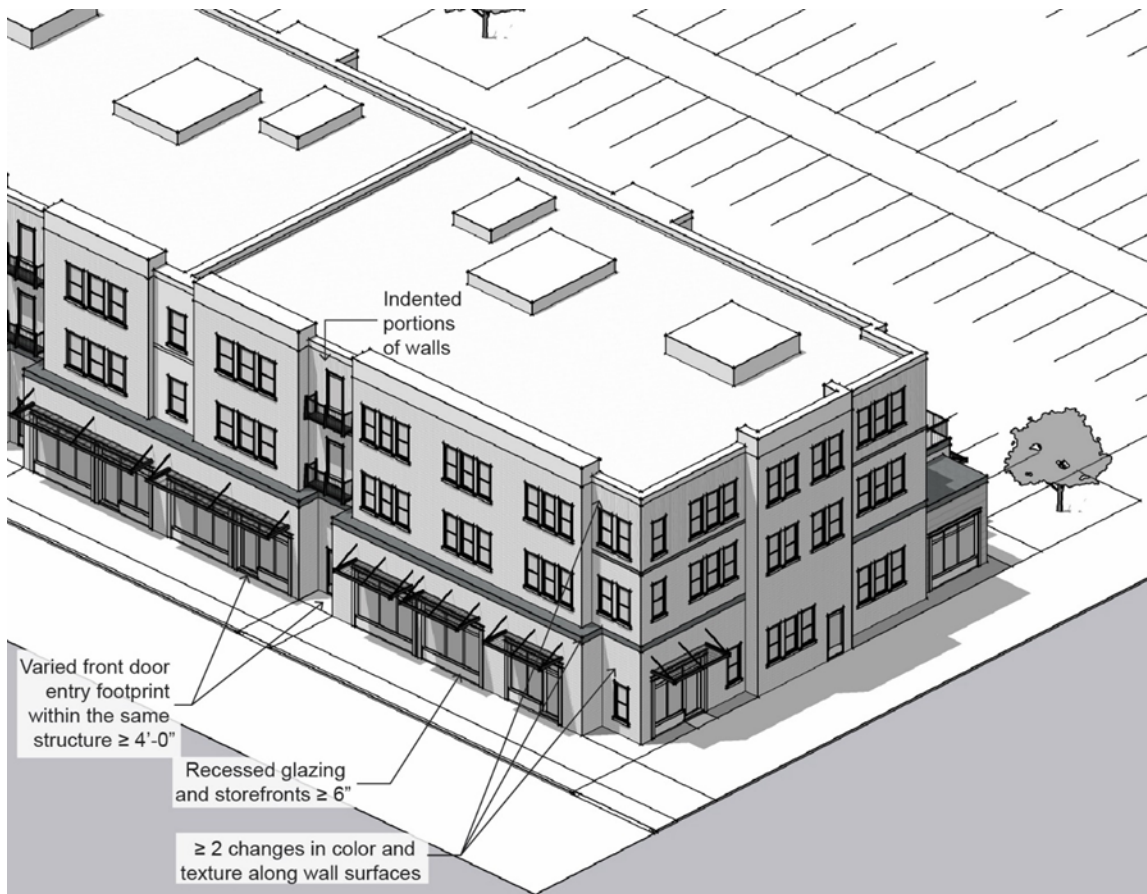 Indented
portions
of walls
Varied front door
entry footprint
within the same
structure ≥ 4’-0”
Recessed glazing
and storefronts ≥ 6”
≥ 2 changes in color and
texture along wall surfaces